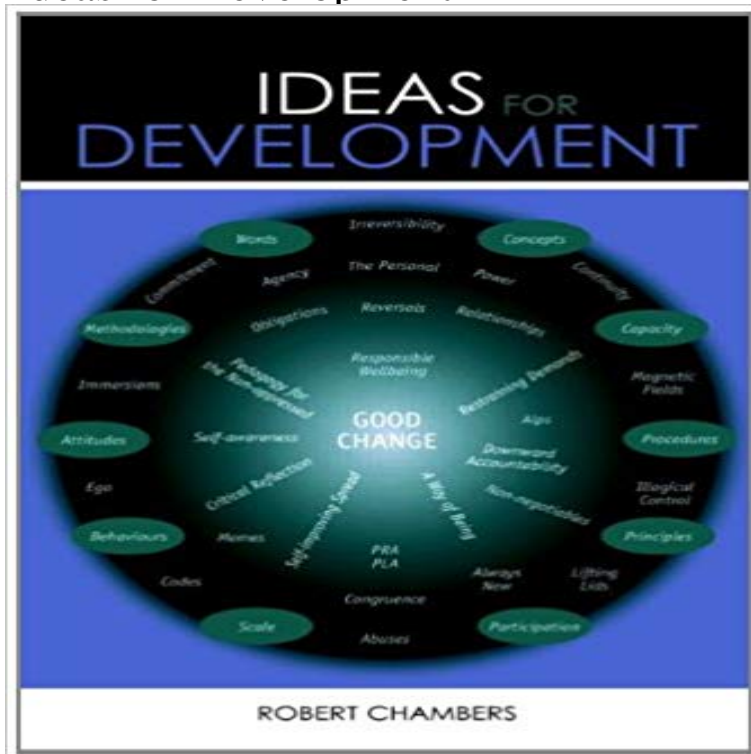 IDEAS FOR
DEVELOPMENT
Irreversibility
Words
Concepts
Commitment
Agency
The Personal
Power
Continuity
Obligations
Reversals
Relationships
Methodologies
Capacity
Pedagogy for
the Non-oppressed
Responsible
Wellbeing
Restraining Demands
Immersions
Magnetic
Fields
GOOD
CHANGE
Aips
Attitudes
Self-awareness
Downward
Accountability
Procedures
Ego
Critical Reflection
Non-negotiables
Illogical
Control
Behaviours
Memes
Self-improving Spread
A Way of Being
Principles
PRA
PLA
Codes
Always
New
Lifting
Lids
Congruence
Scale
Abuses
Participation
ROBERT CHAMBERS